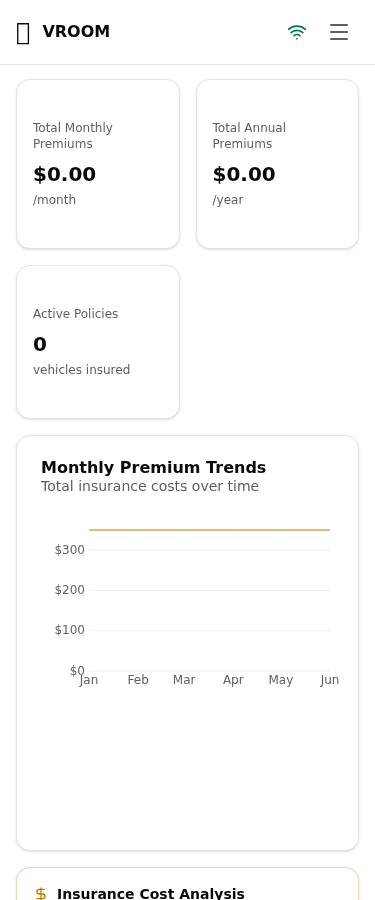 VROOM
Total Monthly
Premiums
$0.00
/month
Total Annual
Premiums
$0.00
/year
Active Policies
0
vehicles insured
Monthly Premium Trends
Total insurance costs over time
$300
$200
$100
$0
Jan Feb Mar Apr May Jun
$ Insurance Cost Analysis